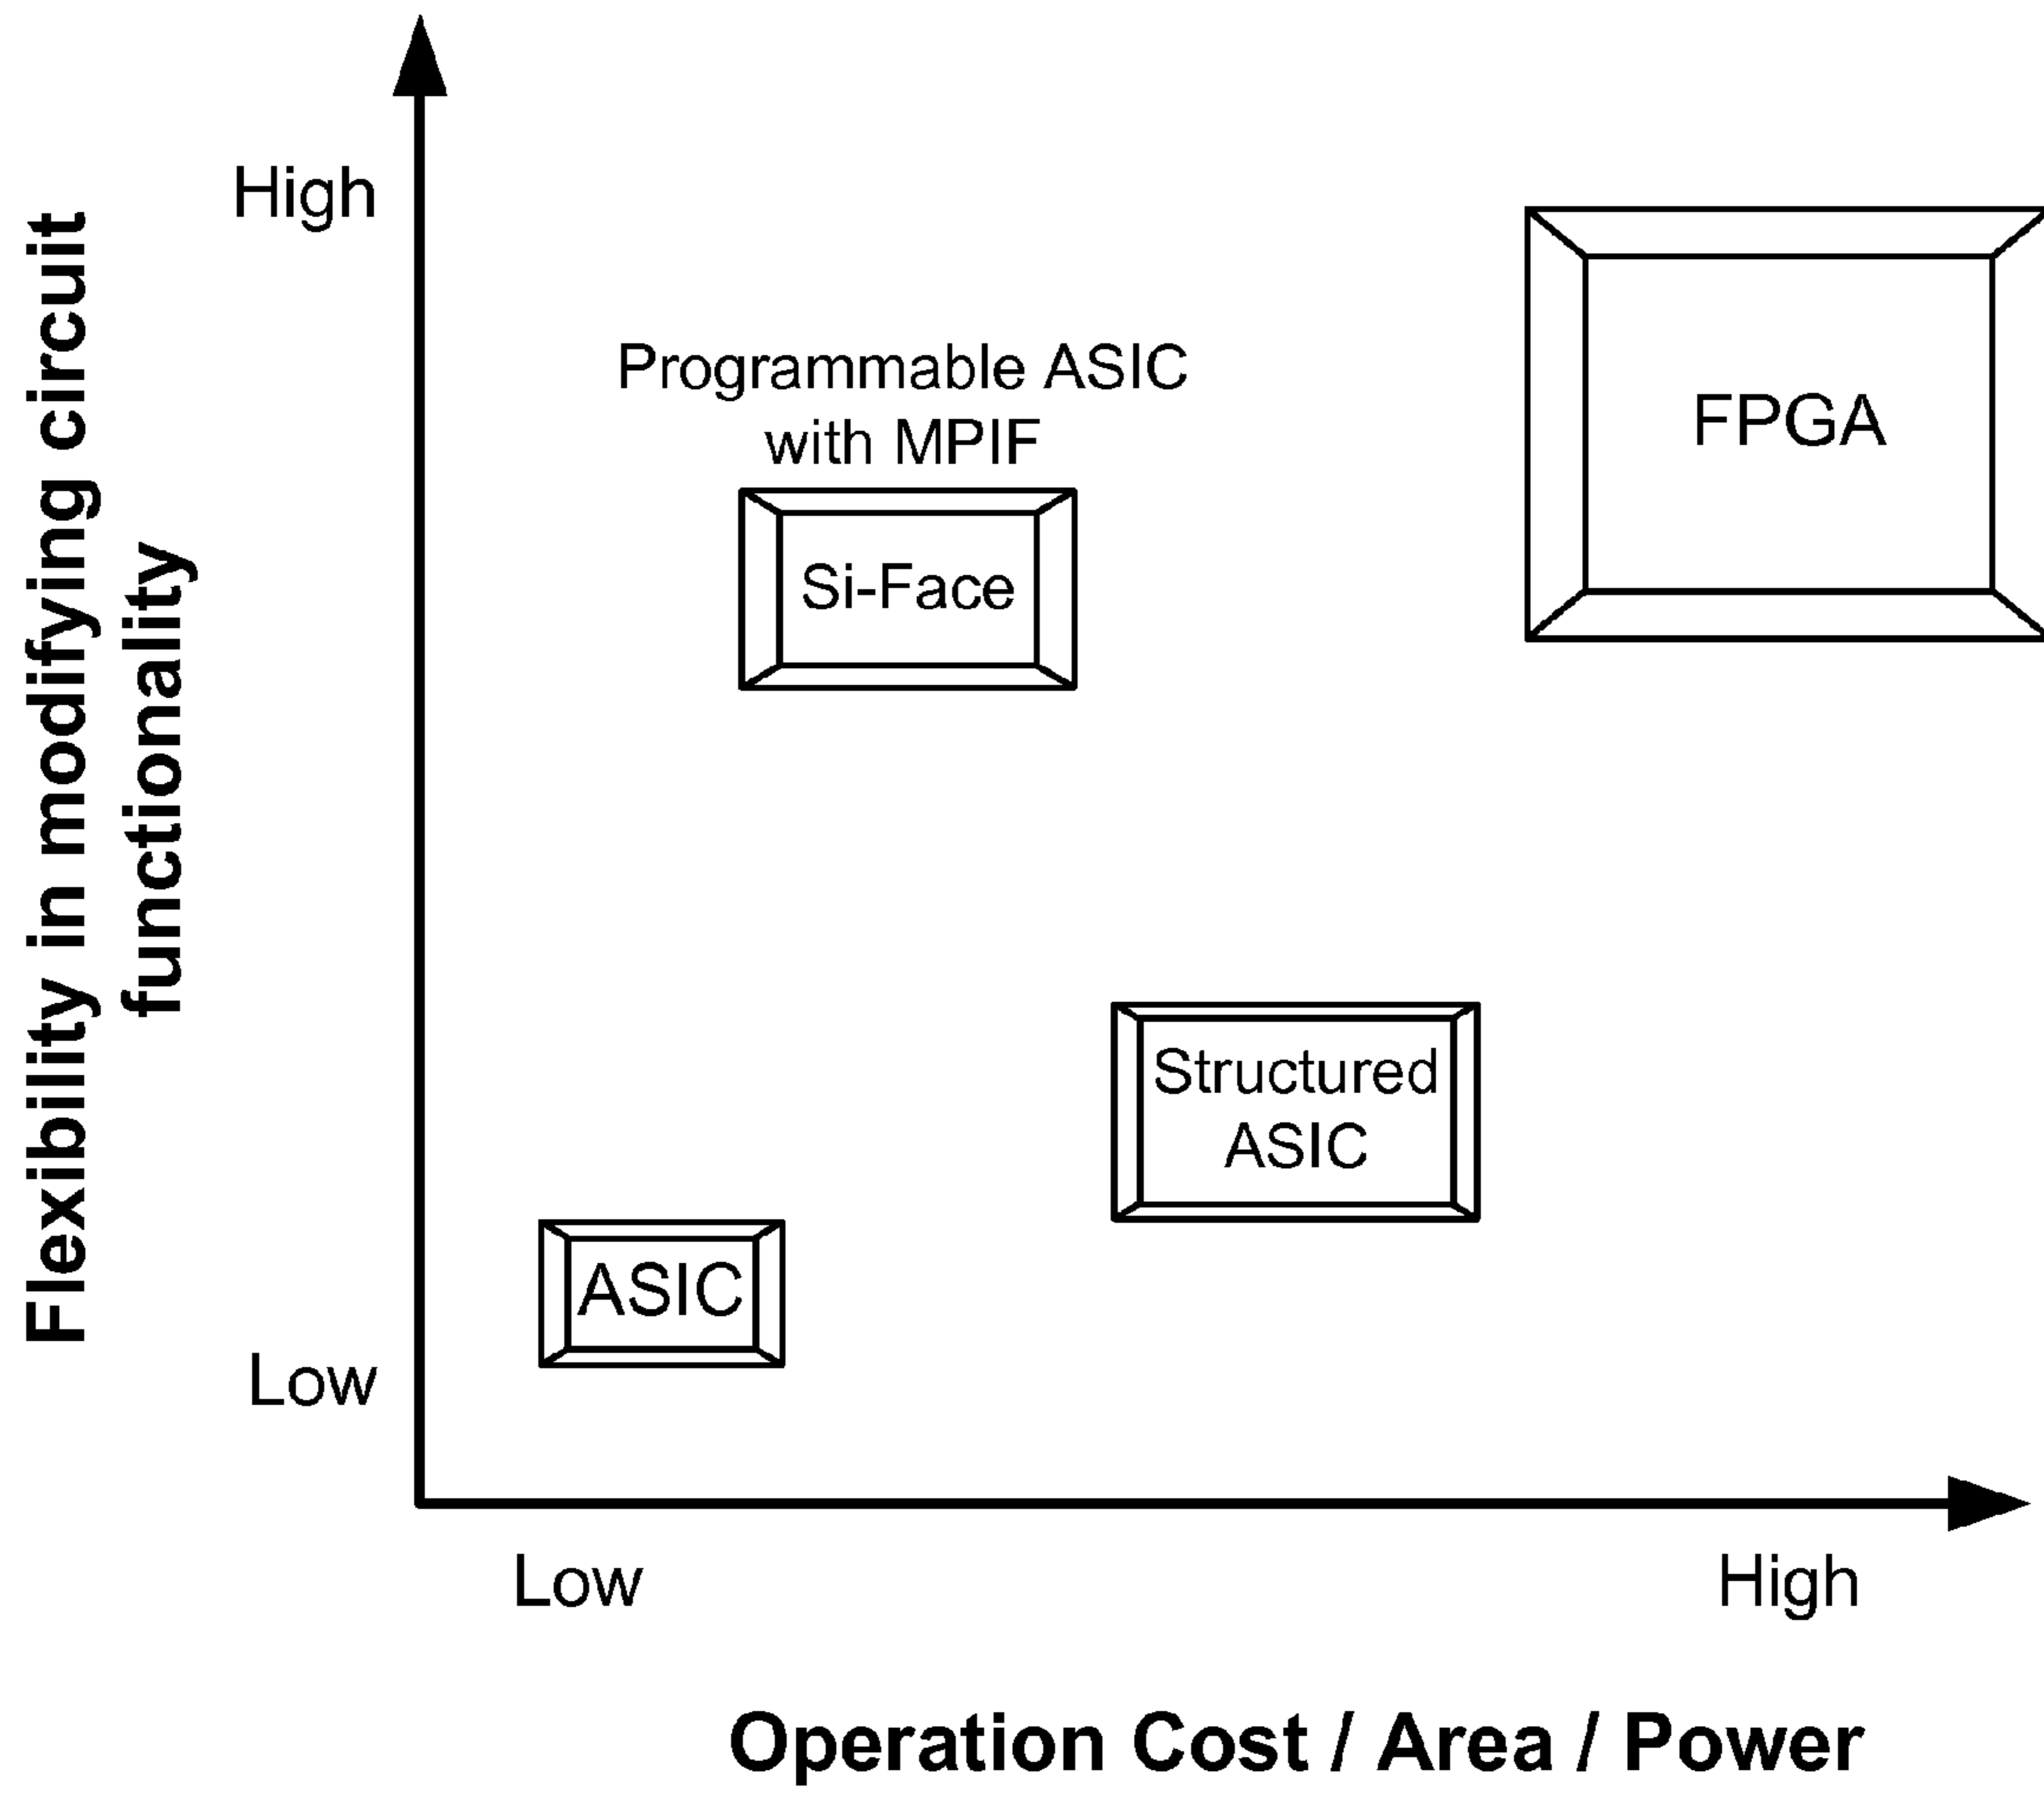 Flexibility in modifying circuit
functionality
High
Programmable ASIC
with MPIF
Si-Face
FPGA
Structured
ASIC
ASIC
Low
Low
High
Operation Cost / Area / Power